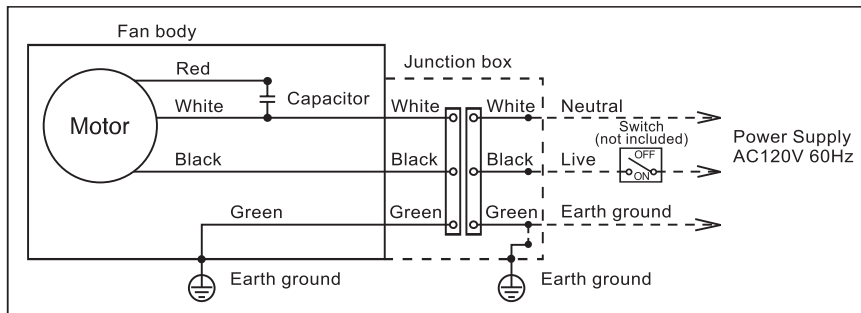 Fan body
Junction box
Red
Capacitor
White
White
White
Neutral
Switch
(not included)
OFF
ON
Power Supply
AC120V 60Hz
Motor
Black
Black
Black
Live
Green
Green
Green
Earth ground
Earth ground
Earth ground